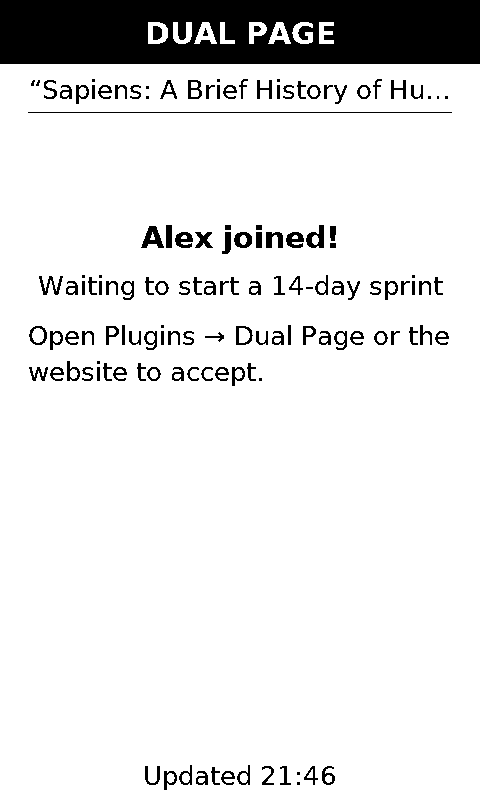 DUAL PAGE
“Sapiens: A Brief History of Hu…
Alex joined!
Waiting to start a 14-day sprint
Open Plugins → Dual Page or the
website to accept.
Updated 21:46